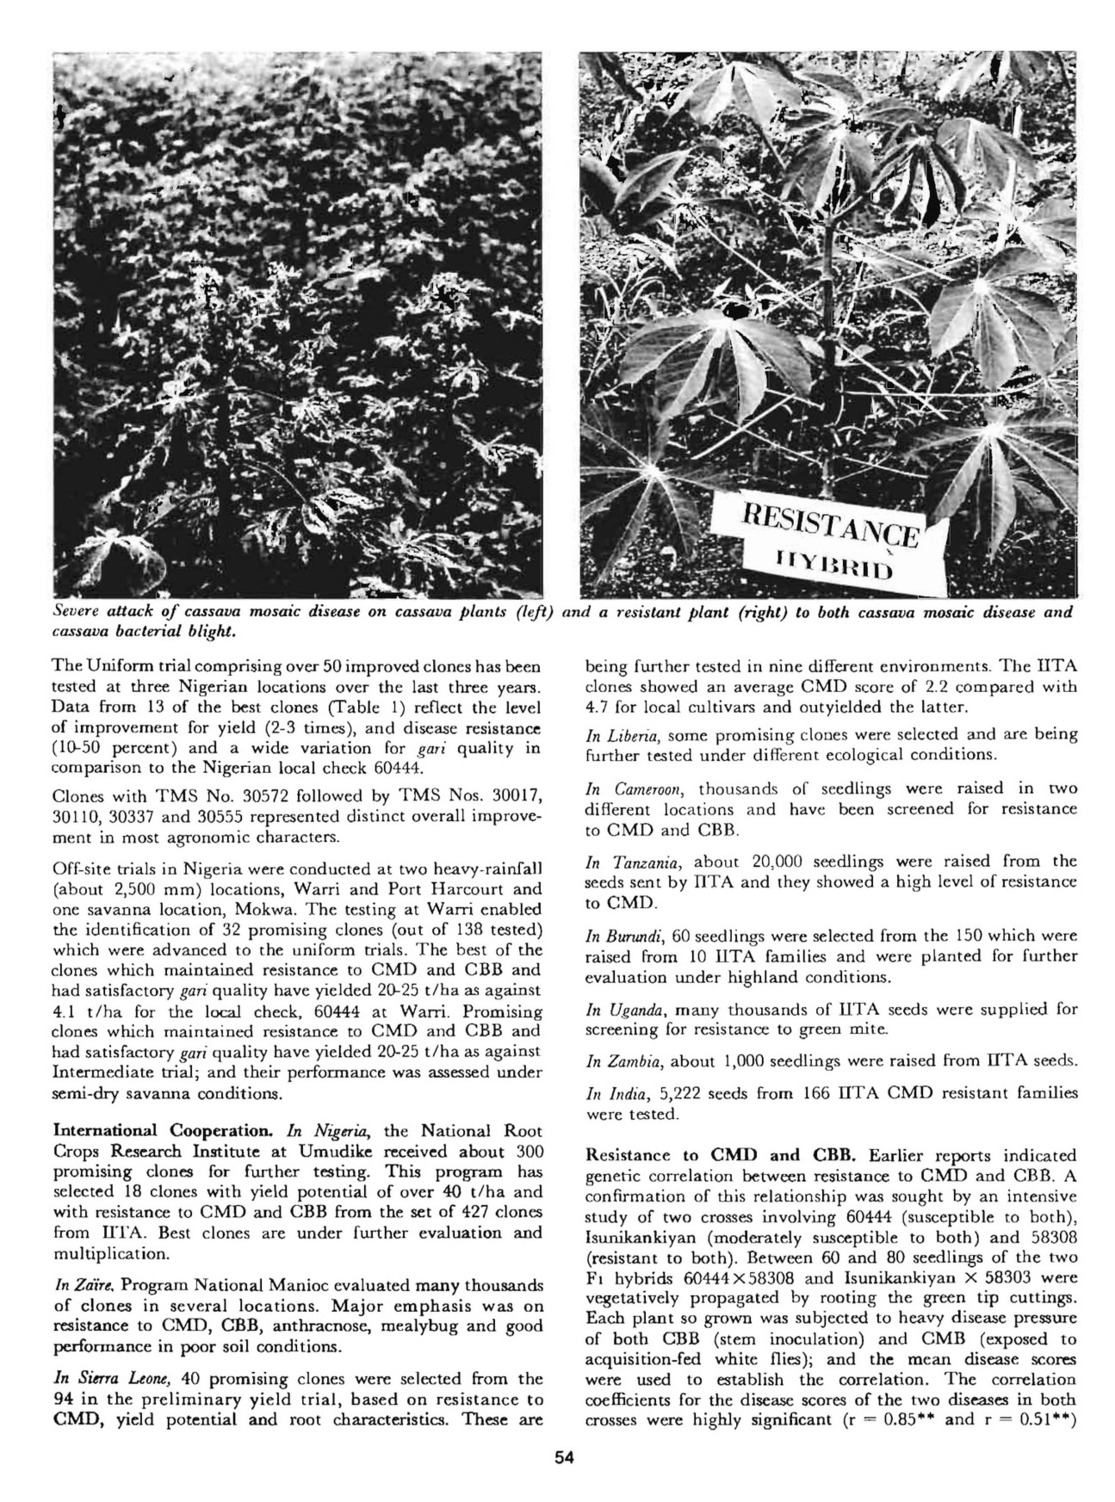 RESISTANCE
HYBRID
Severe attack of cassava mosaic disease on cassava plants (left) and a resistant plant (right) to both cassava mosaic disease and
cassava bacterial blight.
The Uniform trial comprising over 50 improved clones has been
tested at three Nigerian locations over the last three years.
Data from 13 of the best clones (Table 1) reflect the level
of improvement for yield (2-3 times), and disease resistance
(10-50 percent) and a wide variation for gari quality in
comparison to the Nigerian local check 60444.
Clones with TMS No. 30572 followed by TMS Nos. 30017,
30110, 30337 and 30555 represented distinct overall improve-
ment in most agronomic characters.
Off-site trials in Nigeria were conducted at two heavy-rainfall
(about 2,500 mm) locations, Warri and Port Harcourt and
one savanna location, Mokwa. The testing at Warri enabled
the identification of 32 promising clones (out of 138 tested)
which were advanced to the uniform trials. The best of the
clones which maintained resistance to CMD and CBB and
had satisfactory gari quality have yielded 20-25 t/ha as against
4.1 t/ha for the local check, 60444 at Warri. Promising
clones which maintained resistance to CMD and CBB and
had satisfactory gari quality have yielded 20-25 t/ha as against
Intermediate trial; and their performance was assessed under
semi-dry savanna conditions.
International Cooperation. In Nigeria, the National Root
Crops Research Institute at Umudike received about 300
promising clones for further testing. This program has
selected 18 clones with yield potential of over 40 t/ha and
with resistance to CMD and CBB from the set of 427 clones
from IITA. Best clones are under further evaluation and
multiplication.
In Zaïre, Program National Manioc evaluated many thousands
of clones in several locations. Major emphasis was on
resistance to CMD, CBB, anthracnose, mealybug and good
performance in poor soil conditions.
In Sierra Leone, 40 promising clones were selected from the
94 in the preliminary yield trial, based on resistance to
CMD, yield potential and root characteristics. These are
being further tested in nine different environments. The IITA
clones showed an average CMD score of 2.2 compared with
4.7 for local cultivars and outyielded the latter.
In Liberia, some promising clones were selected and are being
further tested under different ecological conditions.
In Cameroon, thousands of seedlings were raised in two
different locations and have been screened for resistance
to CMD and CBB.
In Tanzania, about 20,000 seedlings were raised from the
seeds sent by IITA and they showed a high level of resistance
to CMD.
In Burundi, 60 seedlings were selected from the 150 which were
raised from 10 IITA families and were planted for further
evaluation under highland conditions.
In Uganda, many thousands of IITA seeds were supplied for
screening for resistance to green mite.
In Zambia, about 1,000 seedlings were raised from IITA seeds.
In India, 5,222 seeds from 166 IITA CMD resistant families
were tested.
Resistance to CMD and CBB. Earlier reports indicated
genetic correlation between resistance to CMD and CBB. A
confirmation of this relationship was sought by an intensive
study of two crosses involving 60444 (susceptible to both),
Isunikankiyan (moderately susceptible to both) and 58308
(resistant to both). Between 60 and 80 seedlings of the two
F1 hybrids 60444×58308 and Isunikankiyan × 58303 were
vegetatively propagated by rooting the green tip cuttings.
Each plant so grown was subjected to heavy disease pressure
of both CBB (stem inoculation) and CMB (exposed to
acquisition-fed white flies); and the mean disease scores
were used to establish the correlation. The correlation
coefficients for the disease scores of the two diseases in both
crosses were highly significant (r = 0.85** and r = 0.51**)
54